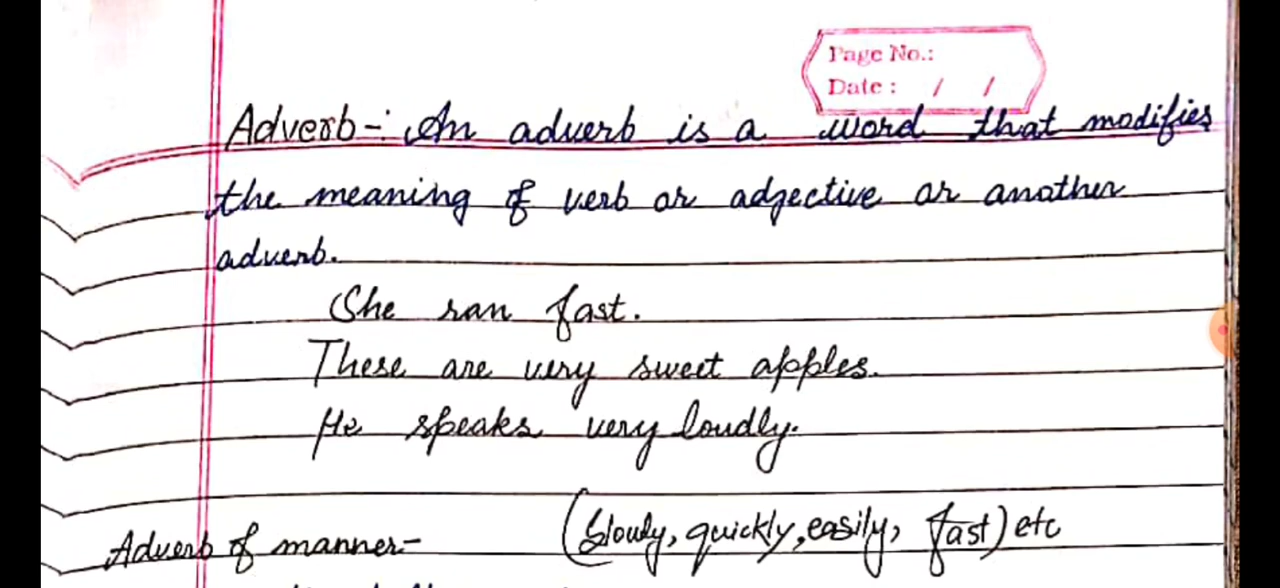 Page No.:
Date : / /
Adverb-: An adverb is a word that modifies
the meaning of verb or adjective or another
adverb.
She ran fast.
These are very sweet apples.
He speaks very loudly.
Adverb of manner- (slowly, quickly, easily, fast) etc